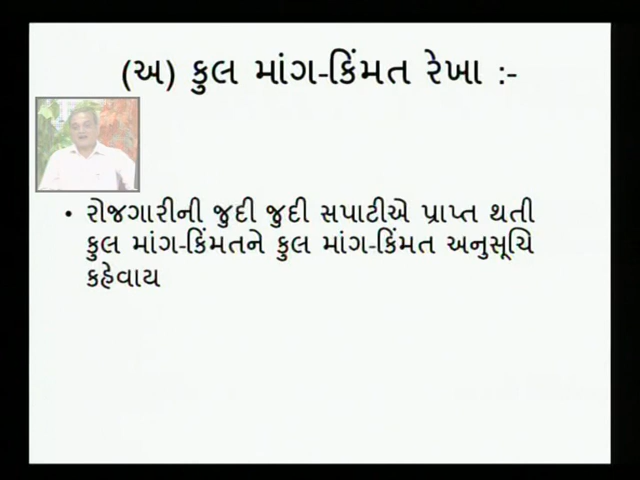 (અ) કુલ માંગ-કિંમત રેખા :-
• રોજગારીની જુદી જુદી સપાટીએ પ્રાપ્ત થતી
કુલ માંગ-કિંમતને કુલ માંગ-કિંમત અનુસૂચિ
કહેવાય